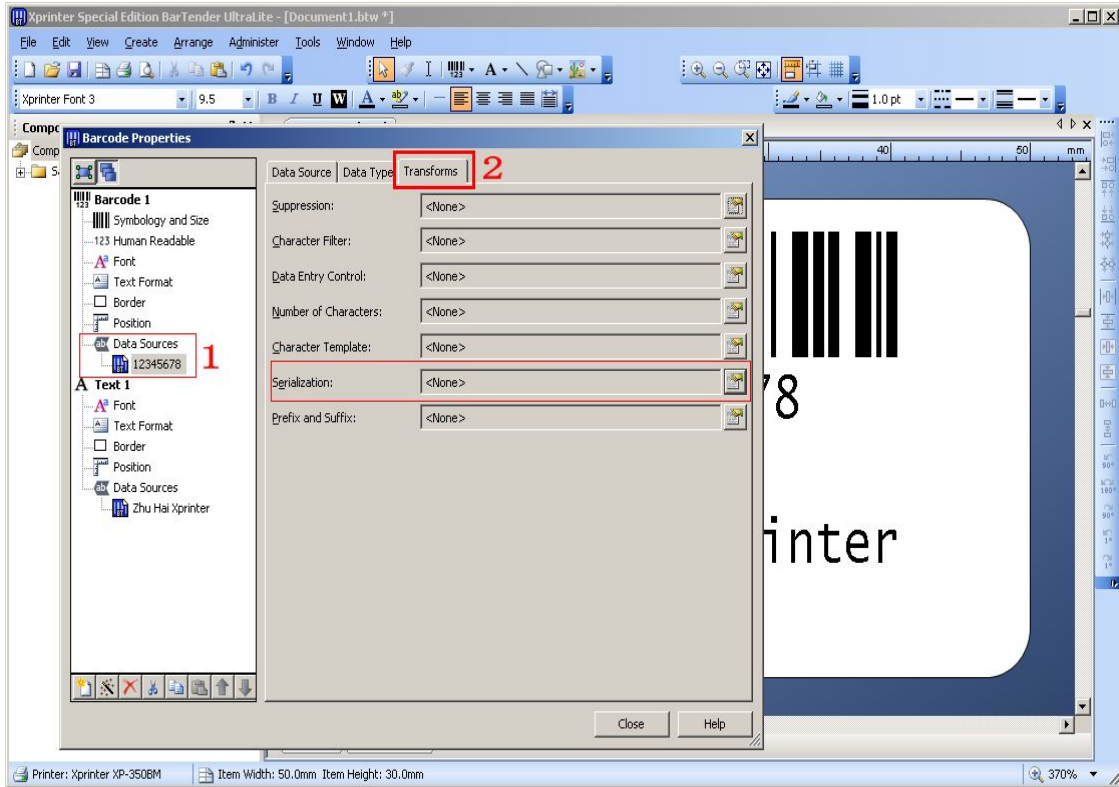 Xprinter Special Edition BarTender UltraLite - [Document1.btw *]
File Edit View Create Arrange Administer Tools Window Help
Xprinter Font 3 9.5 B I U W A ab 1.0 pt
Barcode Properties
40 50 mm
Data Source Data Type Transforms 2
Barcode 1
Symbology and Size
123 Human Readable
Font
Text Format
Border
Position
Data Sources
12345678 1
Text 1
Font
Text Format
Border
Position
Data Sources
Zhu Hai Xprinter
Suppression: <None>
Character Filter: <None>
Data Entry Control: <None>
Number of Characters: <None>
Character Template: <None>
Serialization: <None>
Prefix and Suffix: <None>
78
inter
Close Help
Printer: Xprinter XP-350BM Item Width: 50.0mm Item Height: 30.0mm 370%